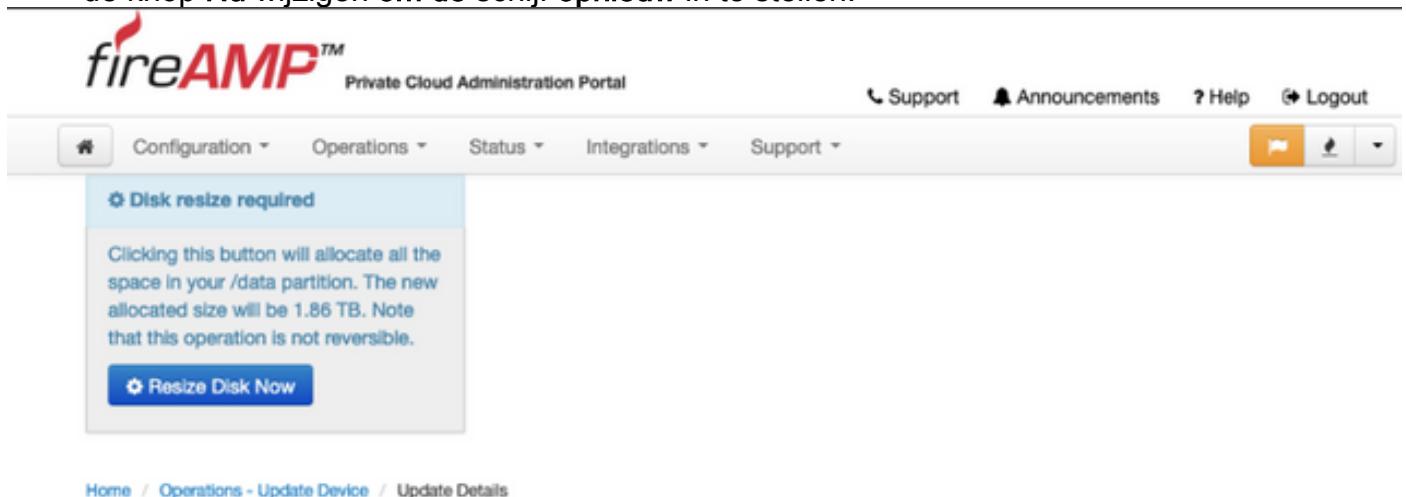 fireAMP™
Private Cloud Administration Portal
Support Announcements ? Help Logout
Configuration Operations Status Integrations Support
Disk resize required
Clicking this button will allocate all the
space in your /data partition. The new
allocated size will be 1.86 TB. Note
that this operation is not reversible.
Resize Disk Now
Home / Operations - Update Device / Update Details